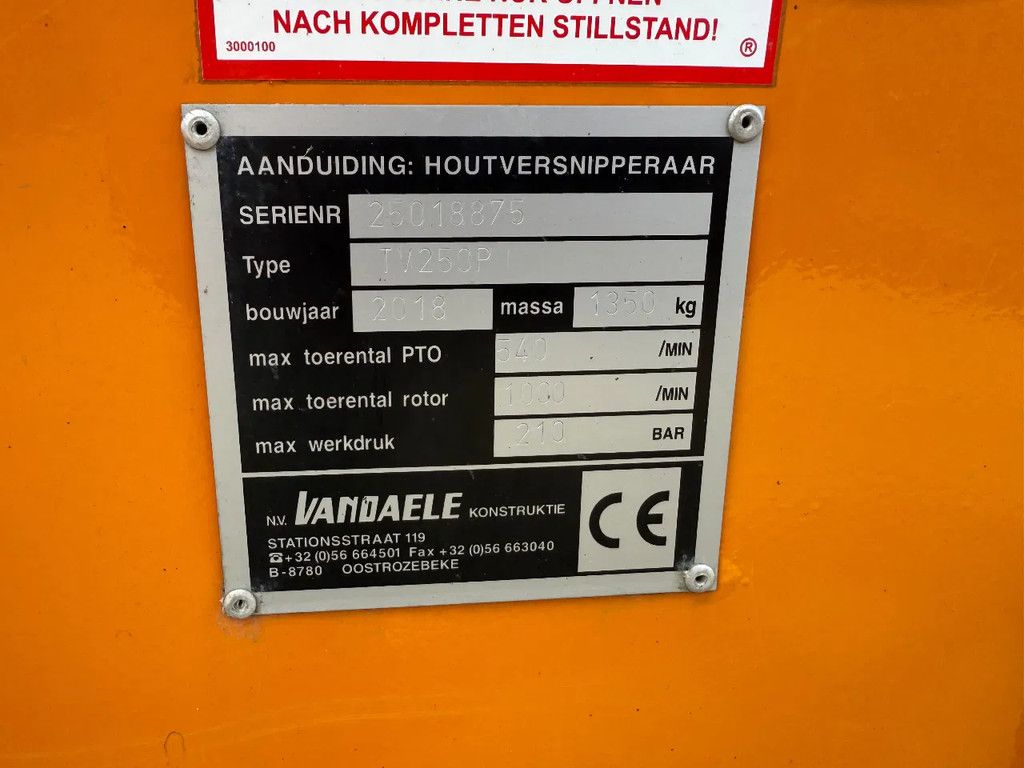 NACH KOMPLETTEN STILLSTAND!
3000100 ®
AANDUIDING: HOUTVERSNIPPERAAR
SERIENR 25018875
Type TV250P
bouwjaar 2018 massa 1350 kg
max toerental PTO 540 /MIN
max toerental rotor 1000 /MIN
max werkdruk 210 BAR
N.V. VANDAELE KONSTRUKTIE
STATIONSSTRAAT 119
☎+32 (0)56 664501 Fax +32 (0)56 663040
B-8780 OOSTROZEBEKE
CE